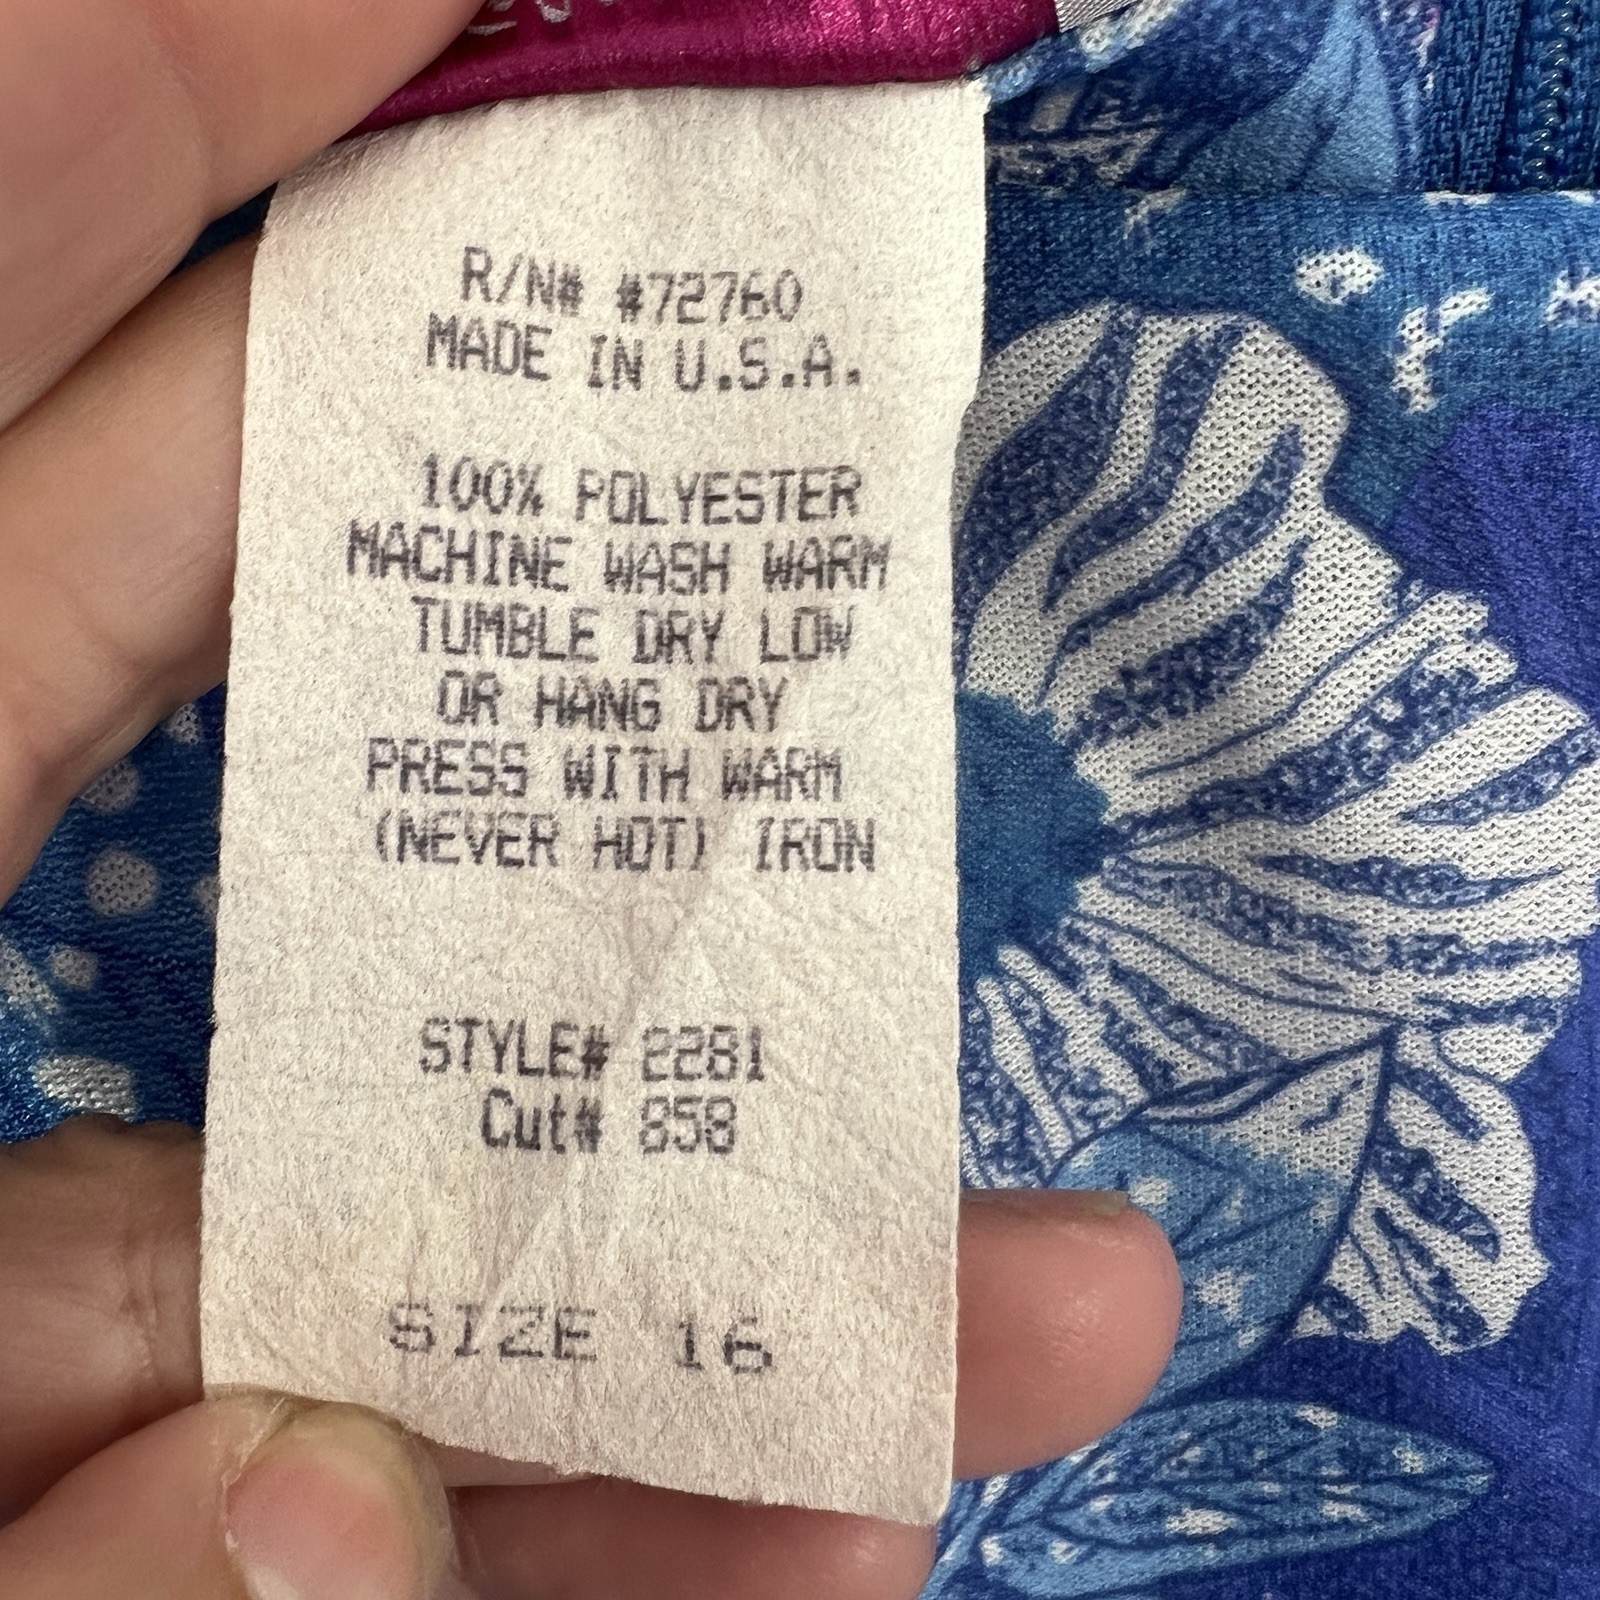 R/N# #72760
MADE IN U.S.A.
100% POLYESTER
MACHINE WASH WARM
TUMBLE DRY LOW
OR HANG DRY
PRESS WITH WARM
(NEVER HOT) IRON
STYLE# 2281
Cut# 858
SIZE 16